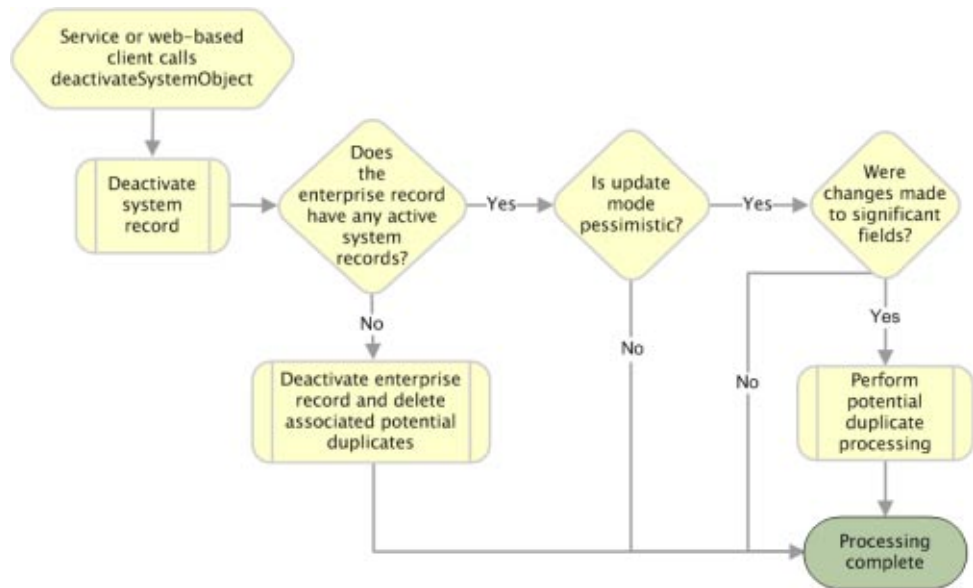 Service or web-based
client calls
deactivateSystemObject
Deactivate
system
record
Does
the
enterprise record
have any active
system
records?
Yes
Is update
mode
pessimistic?
Yes
Were
changes made
to significant
fields?
No
Deactivate enterprise
record and delete
associated potential
duplicates
No
No
Yes
Perform
potential
duplicate
processing
Processing
complete